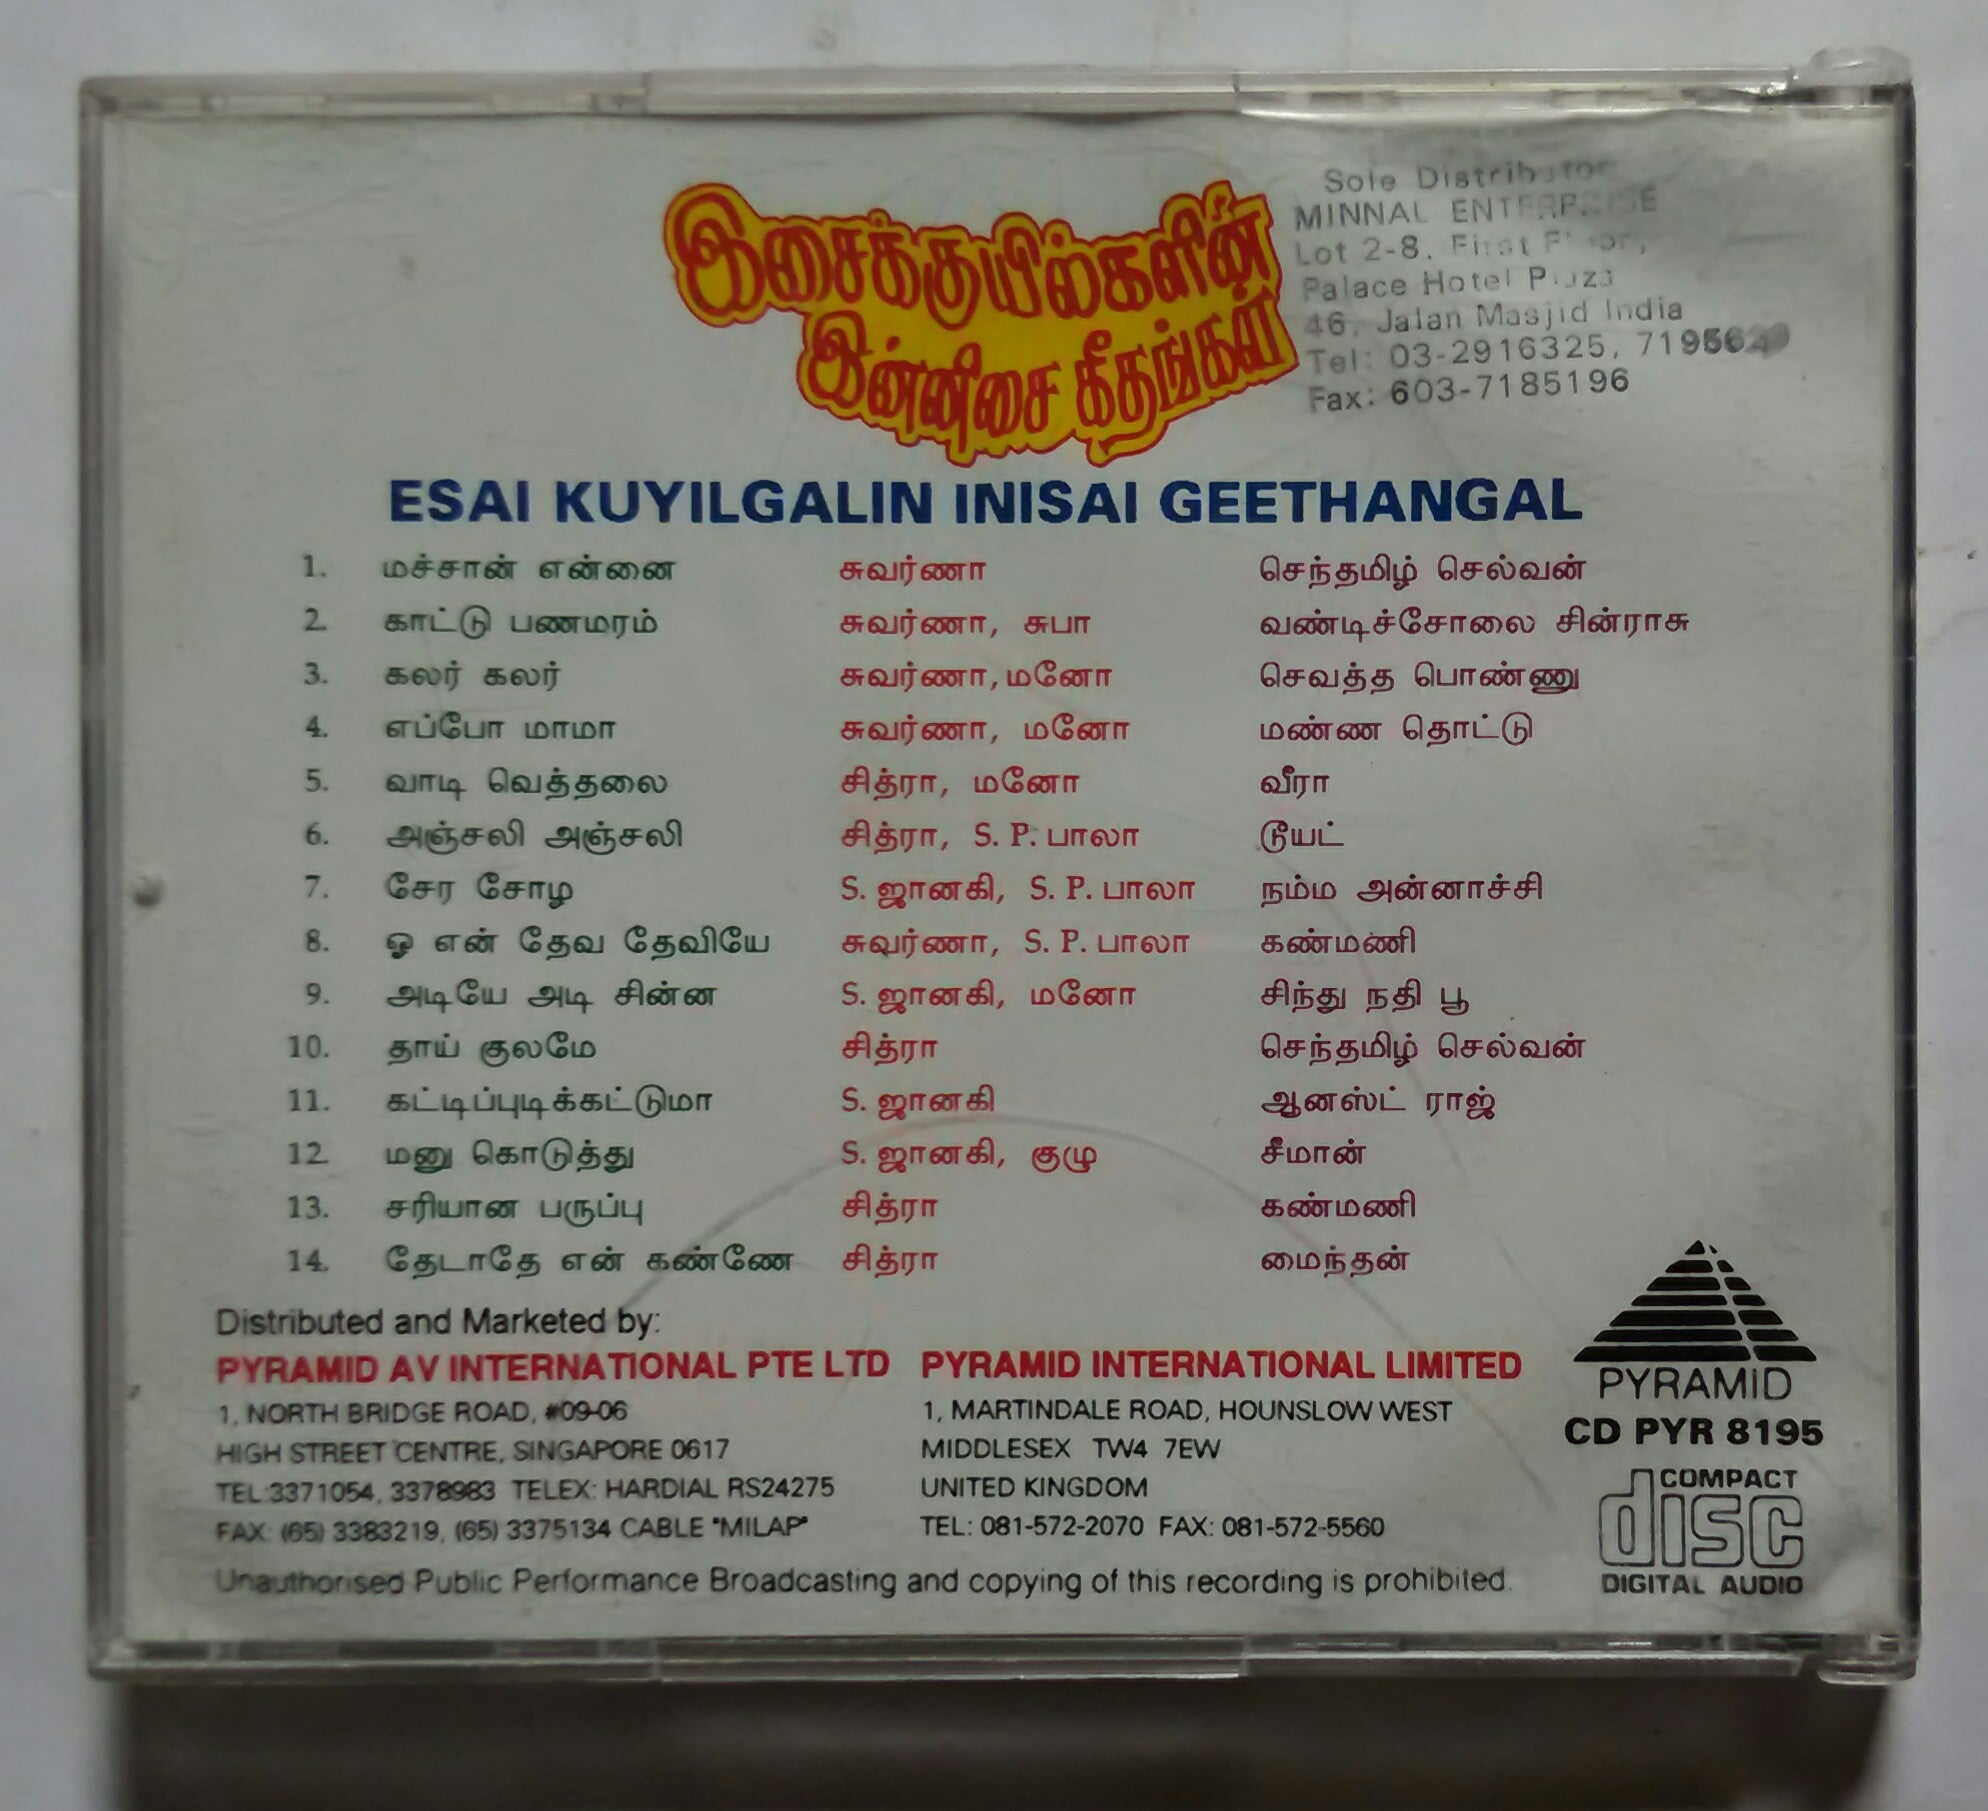 இசைக்குயில்களின்
இன்னிசை கீதங்கள்
Sole Distributor
MINNAL ENTERPRISE
Lot 2-8, First Floor,
Palace Hotel Plaza
46, Jalan Masjid India
Tel: 03-2916325,
Fax: 603-7185196
ESAI KUYILGALIN INISAI GEETHANGAL
1. மச்சான் என்னை சுவர்ணா செந்தமிழ் செல்வன்
2. காட்டு பணமரம் சுவர்ணா, சுபா வண்டிச்சோலை சின்ராசு
3. கலர் கலர் சுவர்ணா, மனோ செவத்த பொண்ணு
4. எப்போ மாமா சுவர்ணா, மனோ மண்ண தொட்டு
5. வாடி வெத்தலை சித்ரா, மனோ வீரா
6. அஞ்சலி அஞ்சலி சித்ரா, S. P. பாலா டூயட்
7. சேர சோழ S. ஜானகி, S. P. பாலா நம்ம அன்னாச்சி
8. ஓ என் தேவ தேவியே சுவர்ணா, S. P. பாலா கண்மணி
9. அடியே அடி சின்ன S. ஜானகி, மனோ சிந்து நதி பூ
10. தாய் குலமே சித்ரா செந்தமிழ் செல்வன்
11. கட்டிப்புடிக்கட்டுமா S. ஜானகி ஆனஸ்ட் ராஜ்
12. மனு கொடுத்து S. ஜானகி, குழு சீமான்
13. சரியான பருப்பு சித்ரா கண்மணி
14. தேடாதே என் கண்ணே சித்ரா மைந்தன்
Distributed and Marketed by:
PYRAMID AV INTERNATIONAL PTE LTD PYRAMID INTERNATIONAL LIMITED
1, NORTH BRIDGE ROAD, #09-06 1, MARTINDALE ROAD, HOUNSLOW WEST
HIGH STREET CENTRE, SINGAPORE 0617 MIDDLESEX TW4 7EW
TEL:3371054, 3378983 TELEX: HARDIAL RS24275 UNITED KINGDOM
FAX: (65) 3383219, (65) 3375134 CABLE "MILAP" TEL: 081-572-2070 FAX: 081-572-5560
Unauthorised Public Performance Broadcasting and copying of this recording is prohibited.
PYRAMID
CD PYR 8195
COMPACT
disc
DIGITAL AUDIO